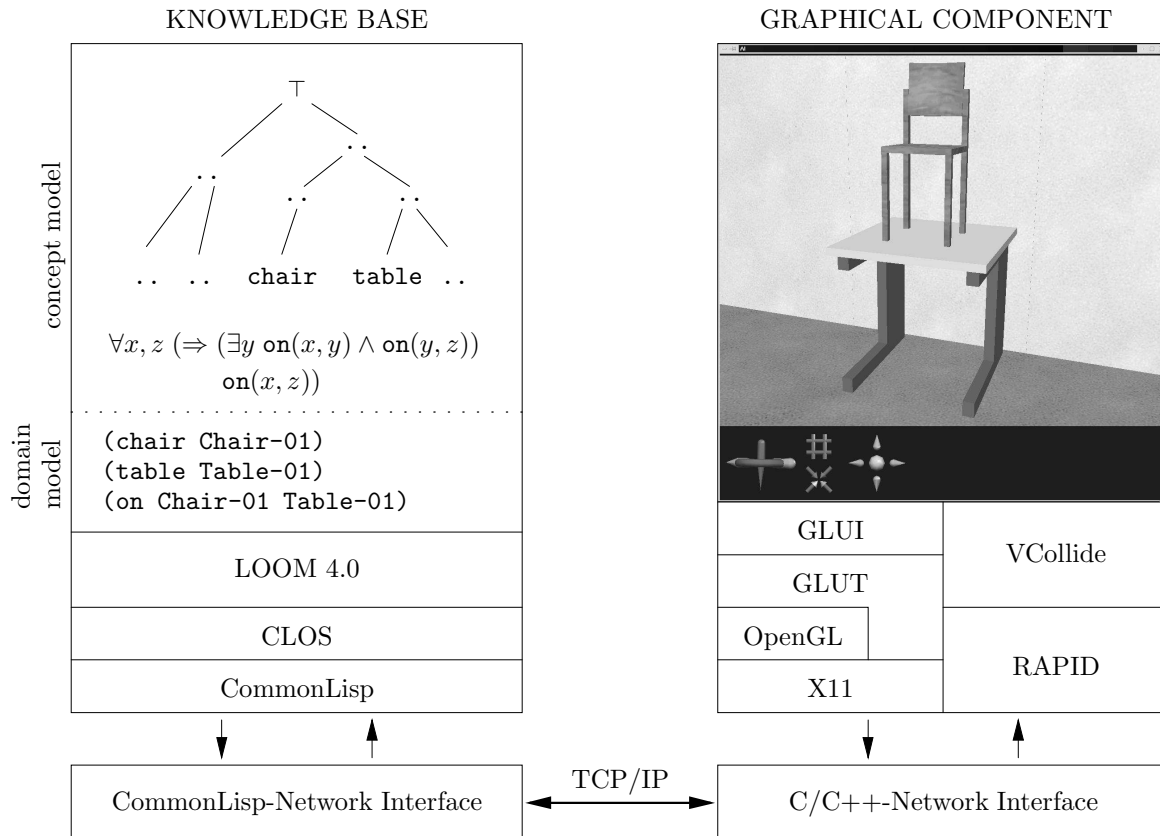 KNOWLEDGE BASE
concept model
⊤
. .
. .
. .
. .
. . . . chair table . .
∀x, z (⇒ (∃y on(x, y) ∧ on(y, z))
on(x, z))
domain
model
(chair Chair-01)
(table Table-01)
(on Chair-01 Table-01)
LOOM 4.0
CLOS
CommonLisp
CommonLisp-Network Interface
TCP/IP
GRAPHICAL COMPONENT
GLUI
GLUT
OpenGL
X11
VCollide
RAPID
C/C++-Network Interface